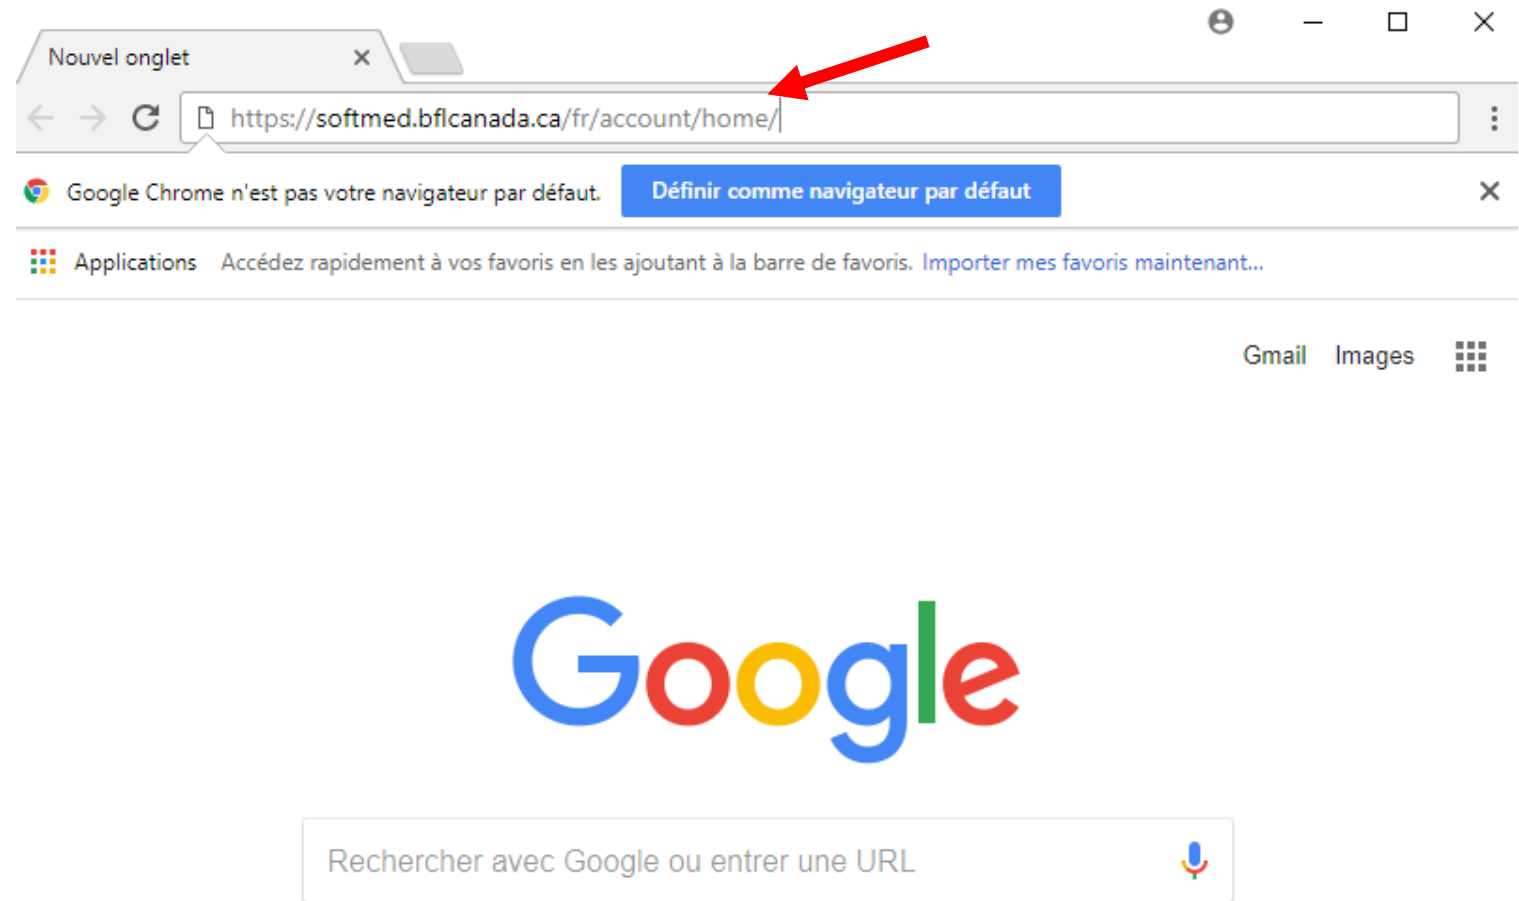 Nouvel onglet
https://softmed.bflcanada.ca/fr/account/home/
Google Chrome n'est pas votre navigateur par défaut. Définir comme navigateur par défaut
Applications Accédez rapidement à vos favoris en les ajoutant à la barre de favoris. Importer mes favoris maintenant...
Gmail Images
Google
Rechercher avec Google ou entrer une URL